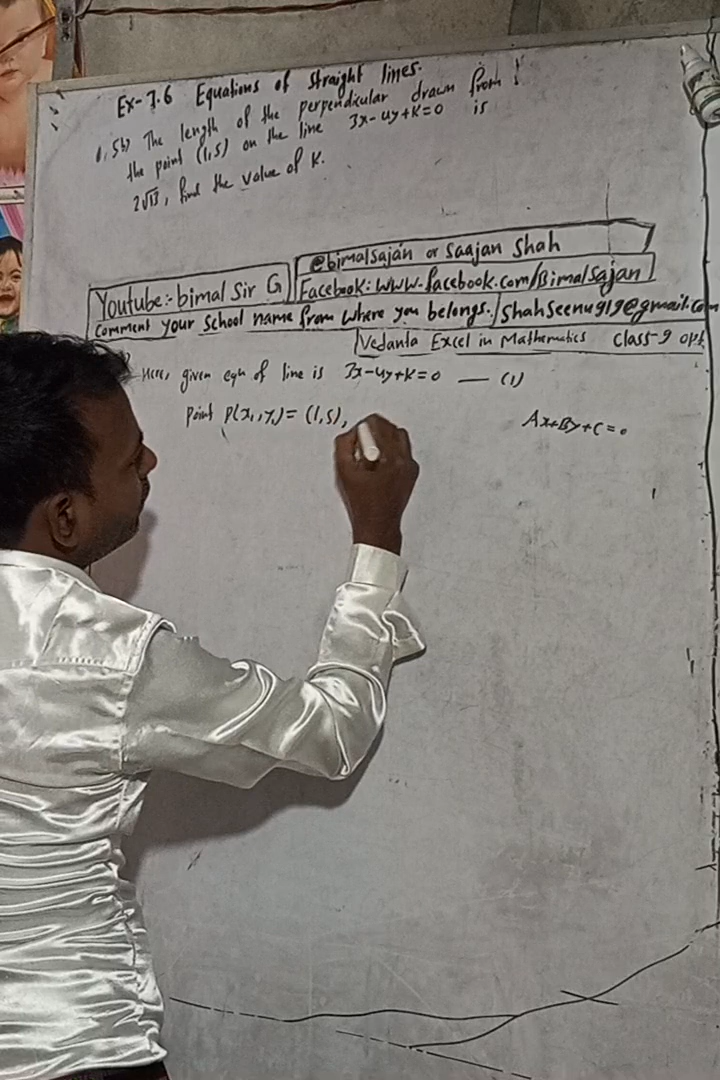 Ex-7.6 Equations of straight lines.
Q.5b) The length of the perpendicular drawn from
the point (1,5) on the line 3x-4y+K=0 is
2√13, find the value of K.
Youtube:- bimal Sir G
@bimalsajan or Saajan Shah
Facebook: www.facebook.com/Bimalsajan
Comment your School name from where you belongs. shahseenu919@gmail.com
Vedanta Excel in Mathematics Class-9 opt
Here, given eqn of line is 3x-4y+K=0 — (1)
point P(x₁,y₁)= (1,5),
Ax+By+C=0